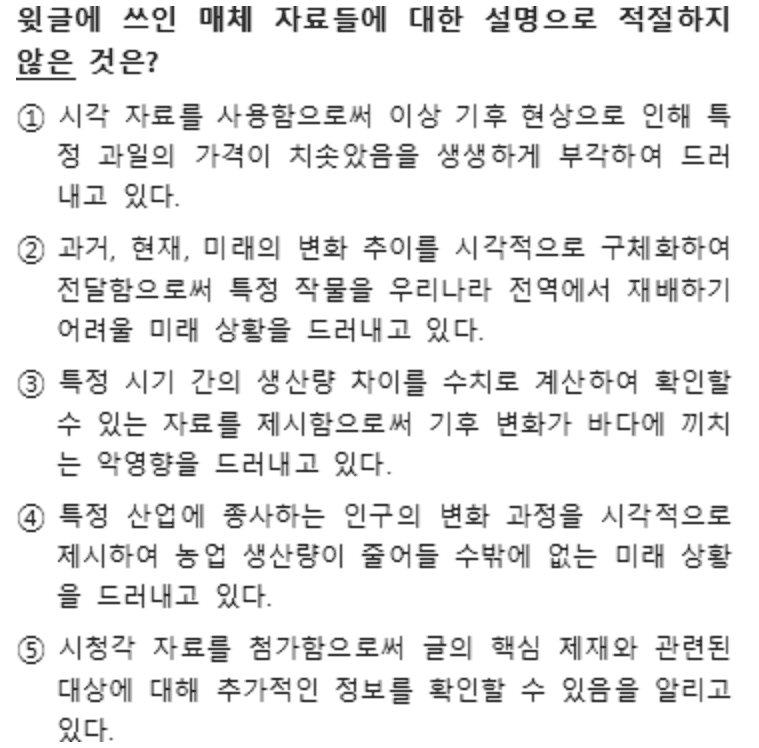 윗글에 쓰인 매체 자료들에 대한 설명으로 적절하지
않은 것은?
① 시각 자료를 사용함으로써 이상 기후 현상으로 인해 특
정 과일의 가격이 치솟았음을 생생하게 부각하여 드러
내고 있다.
② 과거, 현재, 미래의 변화 추이를 시각적으로 구체화하여
전달함으로써 특정 작물을 우리나라 전역에서 재배하기
어려울 미래 상황을 드러내고 있다.
③ 특정 시기 간의 생산량 차이를 수치로 계산하여 확인할
수 있는 자료를 제시함으로써 기후 변화가 바다에 끼치
는 악영향을 드러내고 있다.
④ 특정 산업에 종사하는 인구의 변화 과정을 시각적으로
제시하여 농업 생산량이 줄어들 수밖에 없는 미래 상황
을 드러내고 있다.
⑤ 시청각 자료를 첨가함으로써 글의 핵심 제재와 관련된
대상에 대해 추가적인 정보를 확인할 수 있음을 알리고
있다.